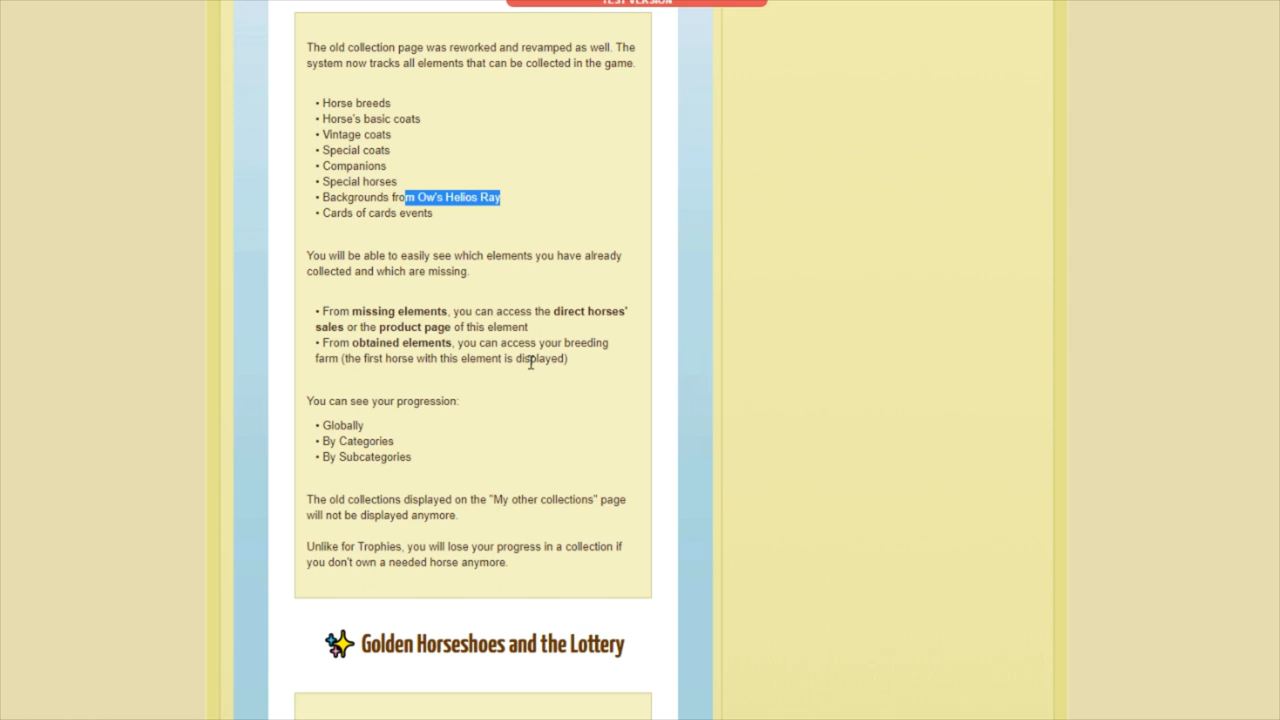 TEST VERSION
The old collection page was reworked and revamped as well. The
system now tracks all elements that can be collected in the game.
• Horse breeds
• Horse's basic coats
• Vintage coats
• Special coats
• Companions
• Special horses
• Backgrounds from Ow's Helios Ray
• Cards of cards events
You will be able to easily see which elements you have already
collected and which are missing.
• From missing elements, you can access the direct horses'
sales or the product page of this element
• From obtained elements, you can access your breeding
farm (the first horse with this element is displayed)
You can see your progression:
• Globally
• By Categories
• By Subcategories
The old collections displayed on the "My other collections" page
will not be displayed anymore.
Unlike for Trophies, you will lose your progress in a collection if
you don't own a needed horse anymore.
Golden Horseshoes and the Lottery